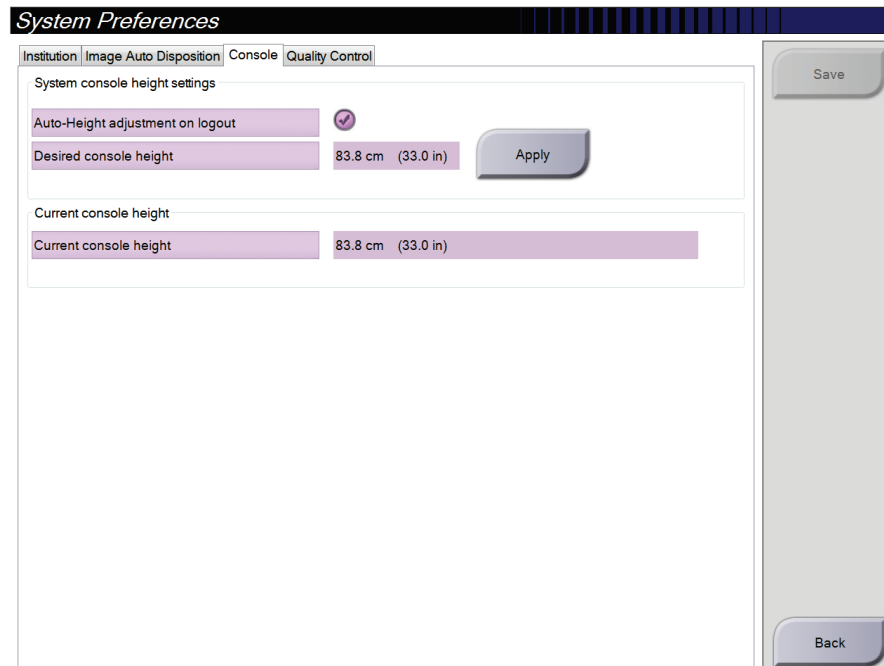 System Preferences
Institution Image Auto Disposition Console Quality Control
Save
System console height settings
Auto-Height adjustment on logout
Desired console height 83.8 cm (33.0 in) Apply
Current console height
Current console height 83.8 cm (33.0 in)
Back